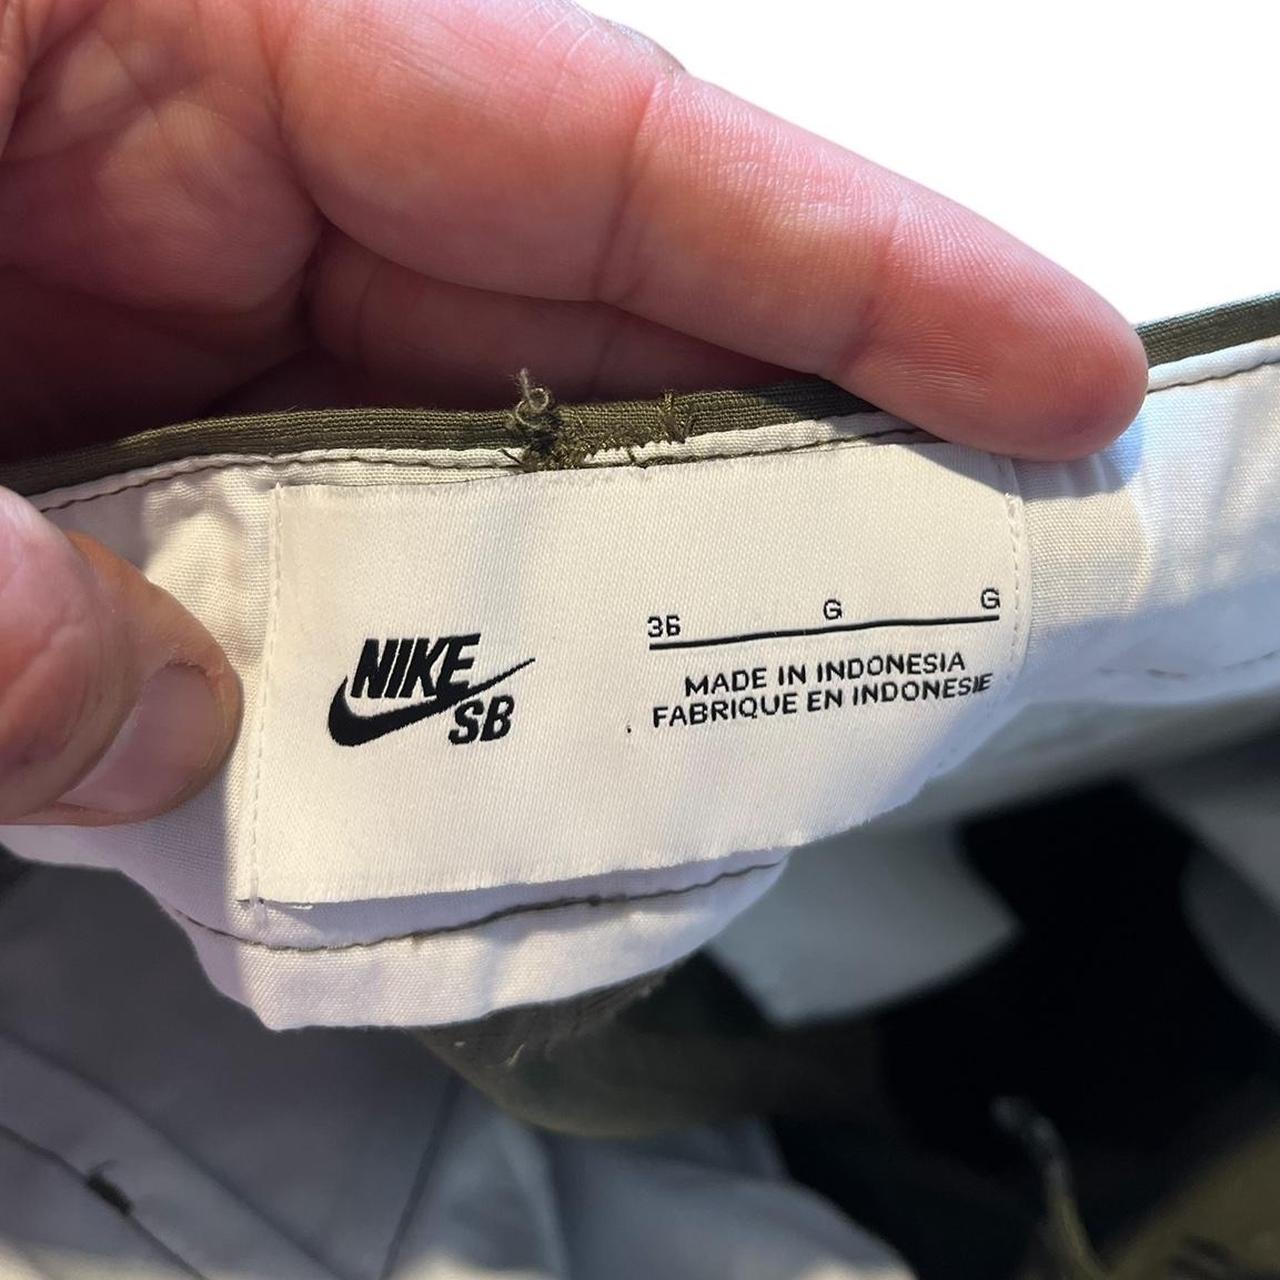 NIKE
SB
36 G G
MADE IN INDONESIA
FABRIQUE EN INDONESIE